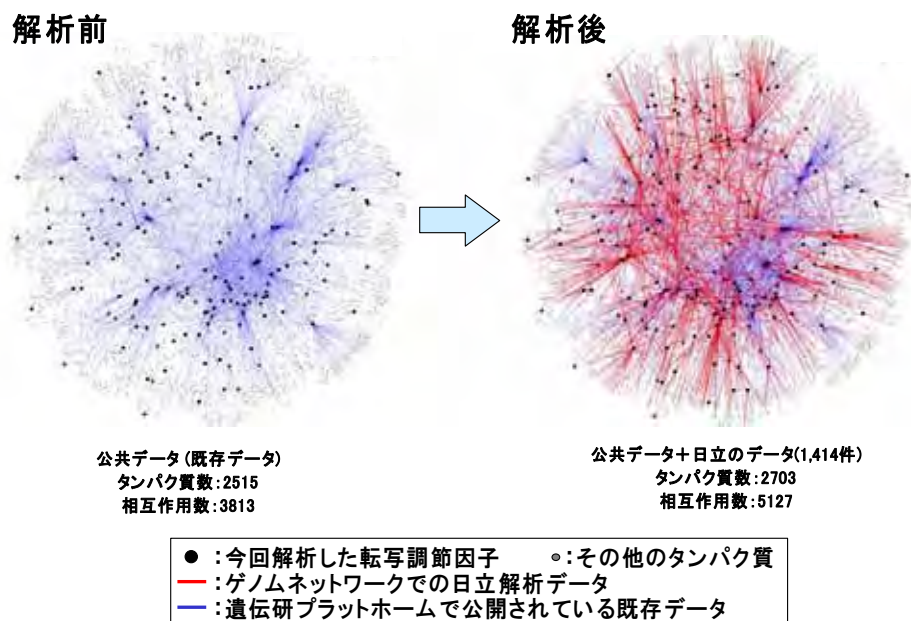 解析前
解析後
公共データ(既存データ)
タンパク質数:2515
相互作用数:3813
公共データ+日立のデータ(1,414件)
タンパク質数:2703
相互作用数:5127
●:今回解析した転写調節因子 ●:その他のタンパク質
ー:ゲノムネットワークでの日立解析データ
ー:遺伝研プラットホームで公開されている既存データ